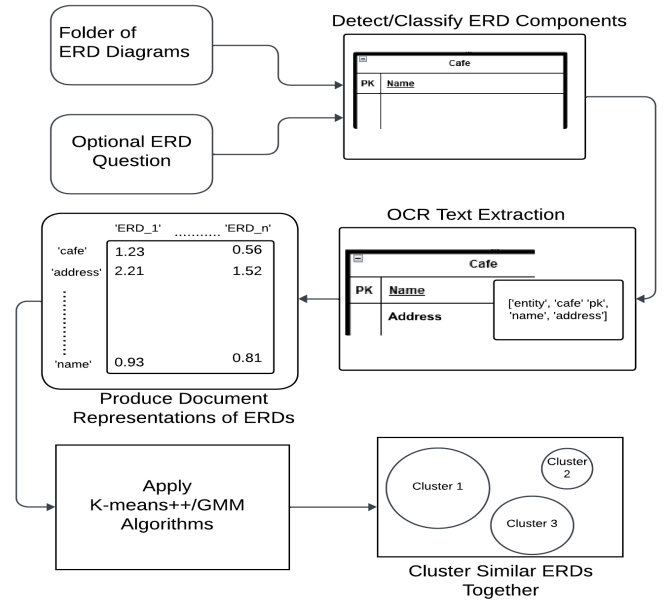 Folder of
ERD Diagrams
Optional ERD
Question
Detect/Classify ERD Components
Cafe
PK Name
OCR Text Extraction
Cafe
PK Name
Address
['entity', 'cafe' 'pk',
'name', 'address']
'ERD_1' ........... 'ERD_n'
'cafe' 1.23 0.56
'address' 2.21 1.52
'name' 0.93 0.81
Produce Document
Representations of ERDs
Apply
K-means++/GMM
Algorithms
Cluster 1
Cluster
2
Cluster 3
Cluster Similar ERDs
Together